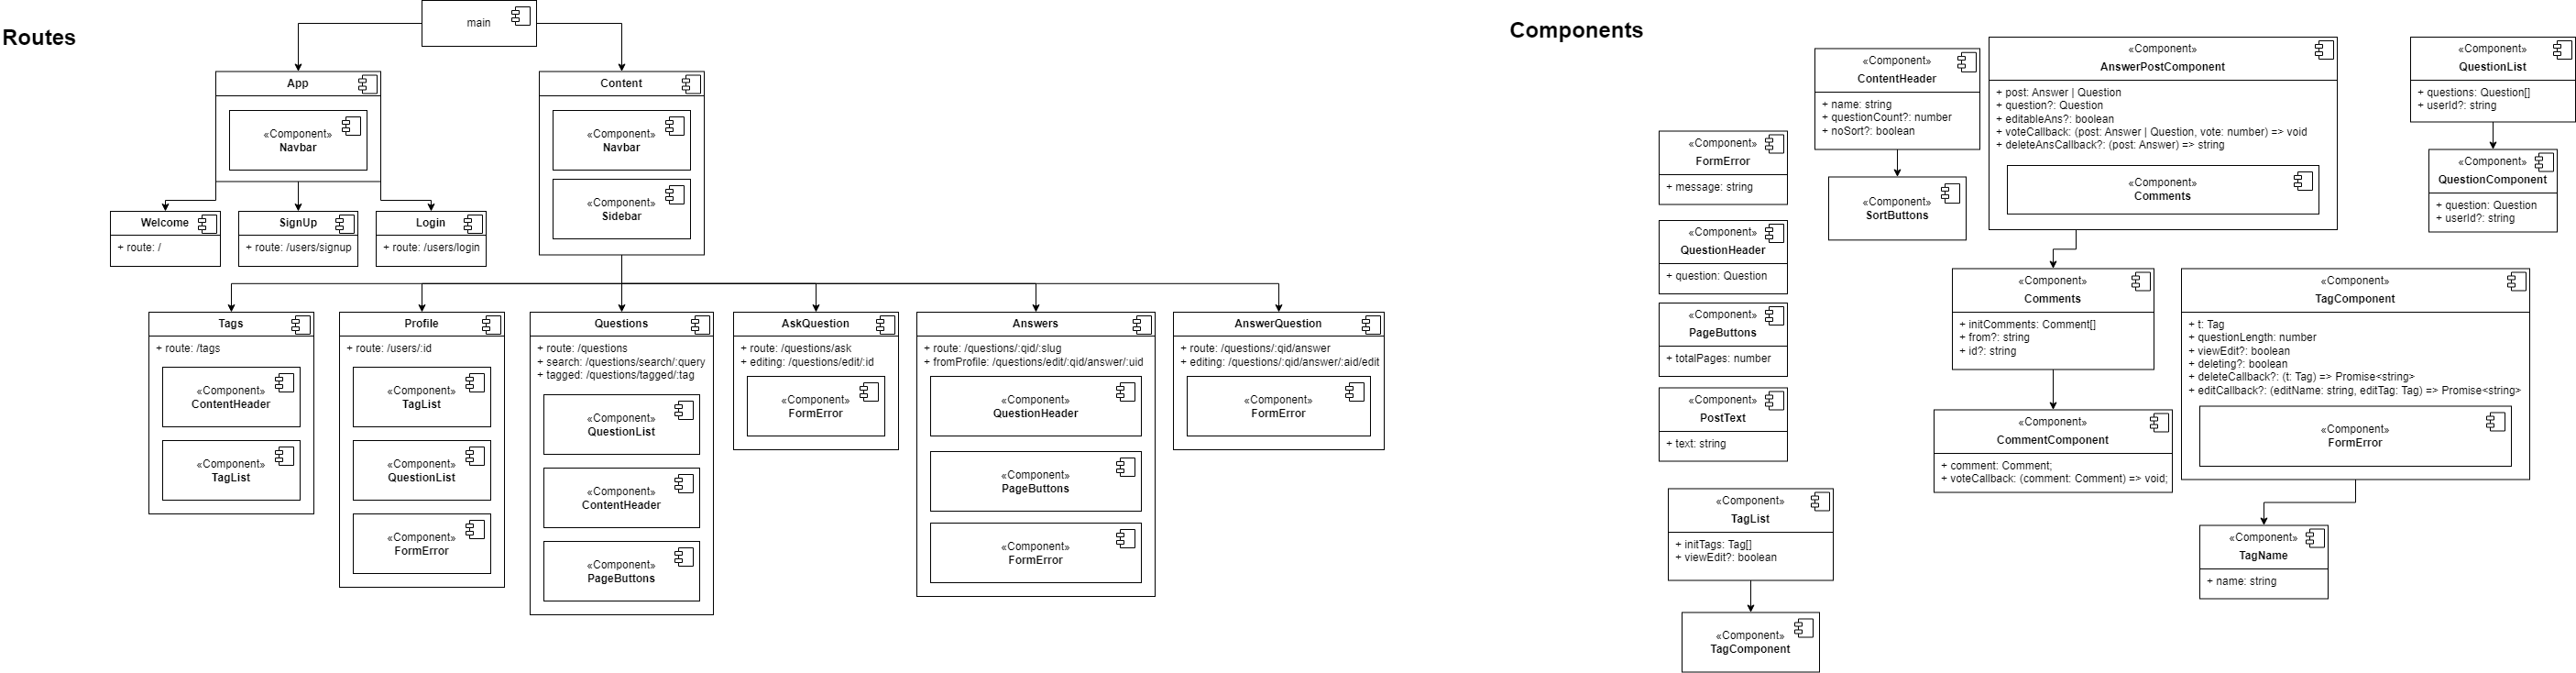 Routes
main
App
«Component»
Navbar
Content
«Component»
Navbar
«Component»
Sidebar
Welcome
+ route: /
SignUp
+ route: /users/signup
Login
+ route: /users/login
Tags
+ route: /tags
«Component»
ContentHeader
«Component»
TagList
Profile
+ route: /users/:id
«Component»
TagList
«Component»
QuestionList
«Component»
FormError
Questions
+ route: /questions
+ search: /questions/search/:query
+ tagged: /questions/tagged/:tag
«Component»
QuestionList
«Component»
ContentHeader
«Component»
PageButtons
AskQuestion
+ route: /questions/ask
+ editing: /questions/edit/:id
«Component»
FormError
Answers
+ route: /questions/:qid/:slug
+ fromProfile: /questions/edit/:qid/answer/:uid
«Component»
QuestionHeader
«Component»
PageButtons
«Component»
FormError
AnswerQuestion
+ route: /questions/:qid/answer
+ editing: /questions/:qid/answer/:aid/edit
«Component»
FormError
Components
«Component»
FormError
+ message: string
«Component»
QuestionHeader
+ question: Question
«Component»
PageButtons
+ totalPages: number
«Component»
PostText
+ text: string
«Component»
TagList
+ initTags: Tag[]
+ viewEdit?: boolean
«Component»
TagComponent
«Component»
ContentHeader
+ name: string
+ questionCount?: number
+ noSort?: boolean
«Component»
SortButtons
«Component»
AnswerPostComponent
+ post: Answer | Question
+ question?: Question
+ editableAns?: boolean
+ voteCallback: (post: Answer | Question, vote: number) => void
+ deleteAnsCallback?: (post: Answer) => string
«Component»
Comments
«Component»
Comments
+ initComments: Comment[]
+ from?: string
+ id?: string
«Component»
CommentComponent
+ comment: Comment;
+ voteCallback: (comment: Comment) => void;
«Component»
TagComponent
+ t: Tag
+ questionLength: number
+ viewEdit?: boolean
+ deleting?: boolean
+ deleteCallback?: (t: Tag) => Promise<string>
+ editCallback?: (editName: string, editTag: Tag) => Promise<string>
«Component»
FormError
«Component»
TagName
+ name: string
«Component»
QuestionList
+ questions: Question[]
+ userId?: string
«Component»
QuestionComponent
+ question: Question
+ userId?: string